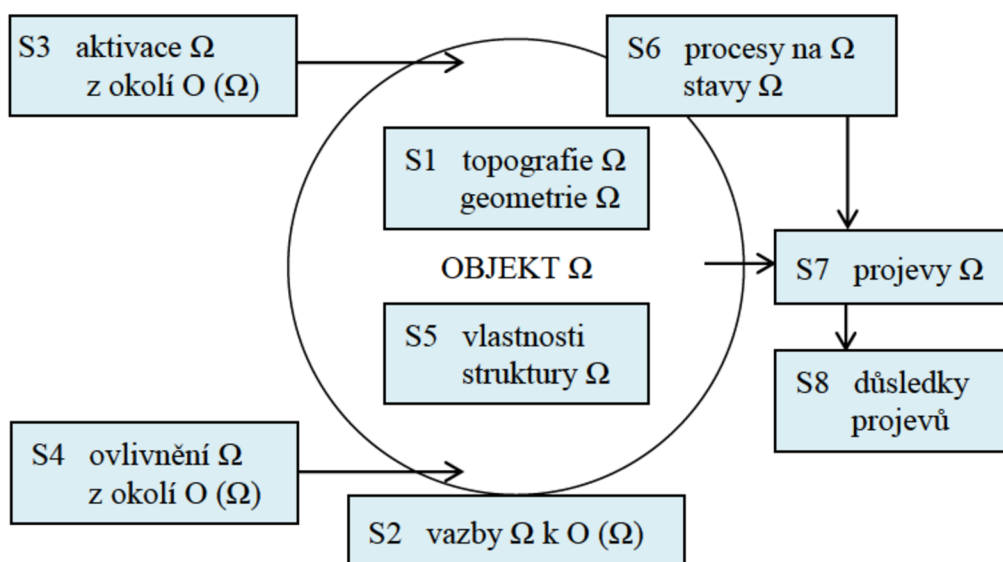 S3 aktivace Ω
z okolí O (Ω)
S6 procesy na Ω
stavy Ω
S1 topografie Ω
geometrie Ω
OBJEKT Ω
S7 projevy Ω
S5 vlastnosti
struktury Ω
S8 důsledky
projevů
S4 ovlivnění Ω
z okolí O (Ω)
S2 vazby Ω k O (Ω)